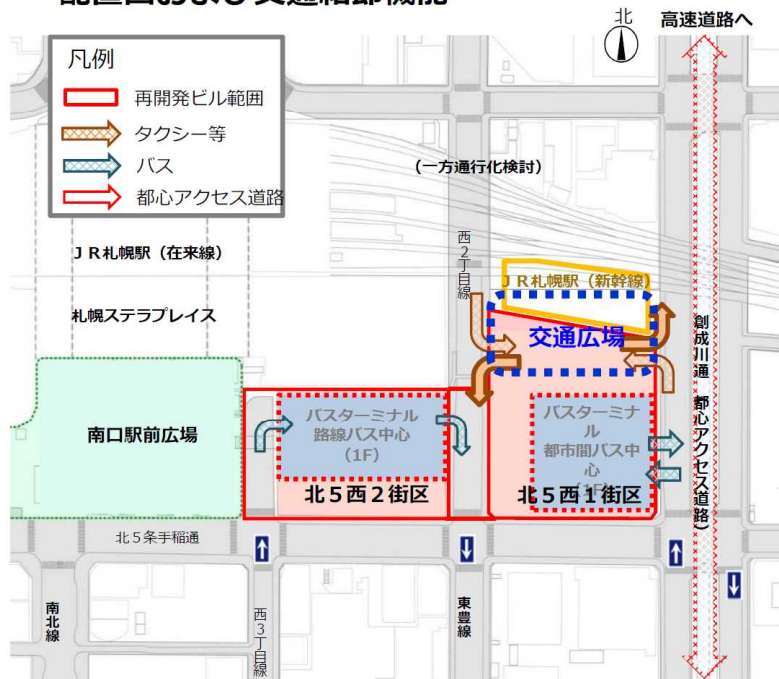 北
高速道路へ
凡例
再開発ビル範囲
タクシー等
バス
都心アクセス道路
(一方通行化検討)
西2丁目線
JR札幌駅(在来線)
JR札幌駅(新幹線)
札幌ステラプレイス
交通広場
創成川通
(都心アクセス道路)
南口駅前広場
バスターミナル
路線バス中心
(1F)
バスターミナ
ル
都市間バス中
心
(1F)
北5西2街区
北5西1街区
北5条手稲通
南北線
西3丁目線
東豊線